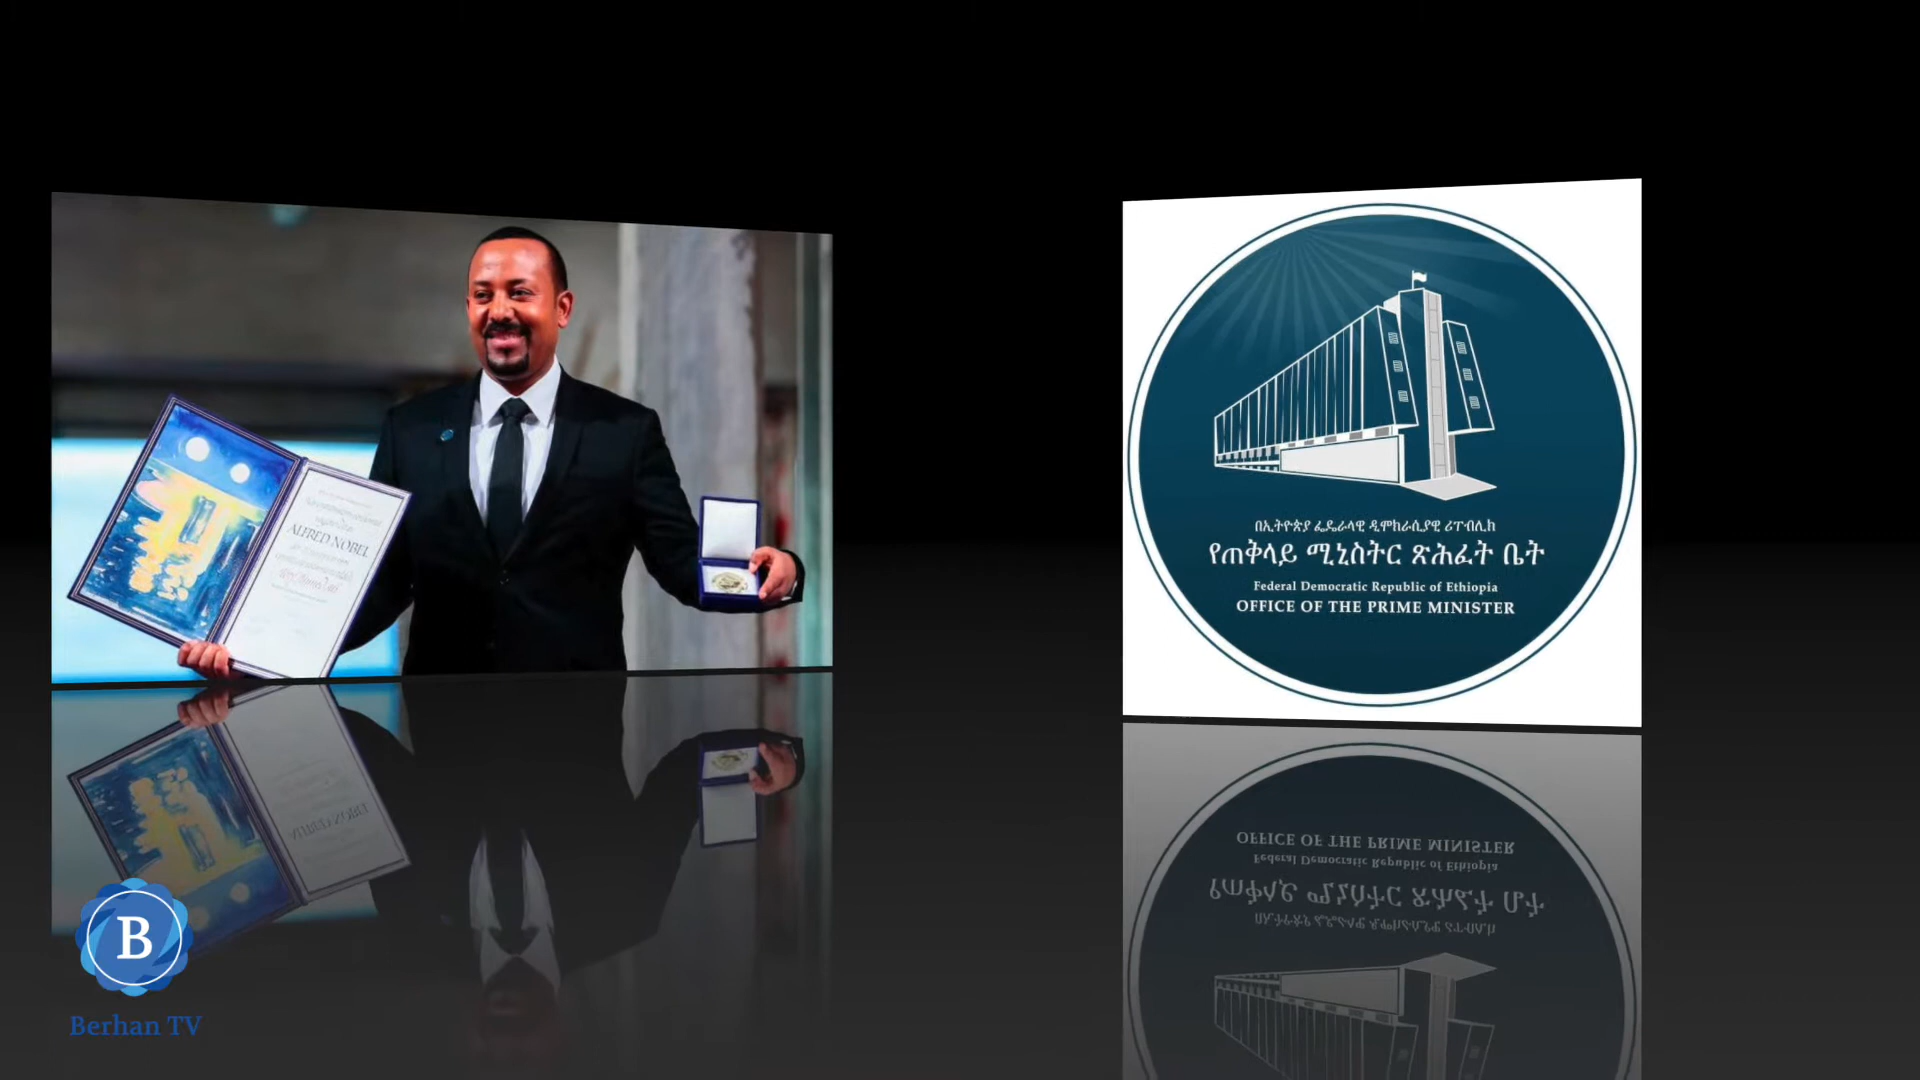 ALFRED NOBEL
በኢትዮጵያ ፌዴራላዊ ዲሞክራሲያዊ ሪፐብሊክ
የጠቅላይ ሚኒስትር ጽሕፈት ቤት
Federal Democratic Republic of Ethiopia
OFFICE OF THE PRIME MINISTER
B
Berhan TV